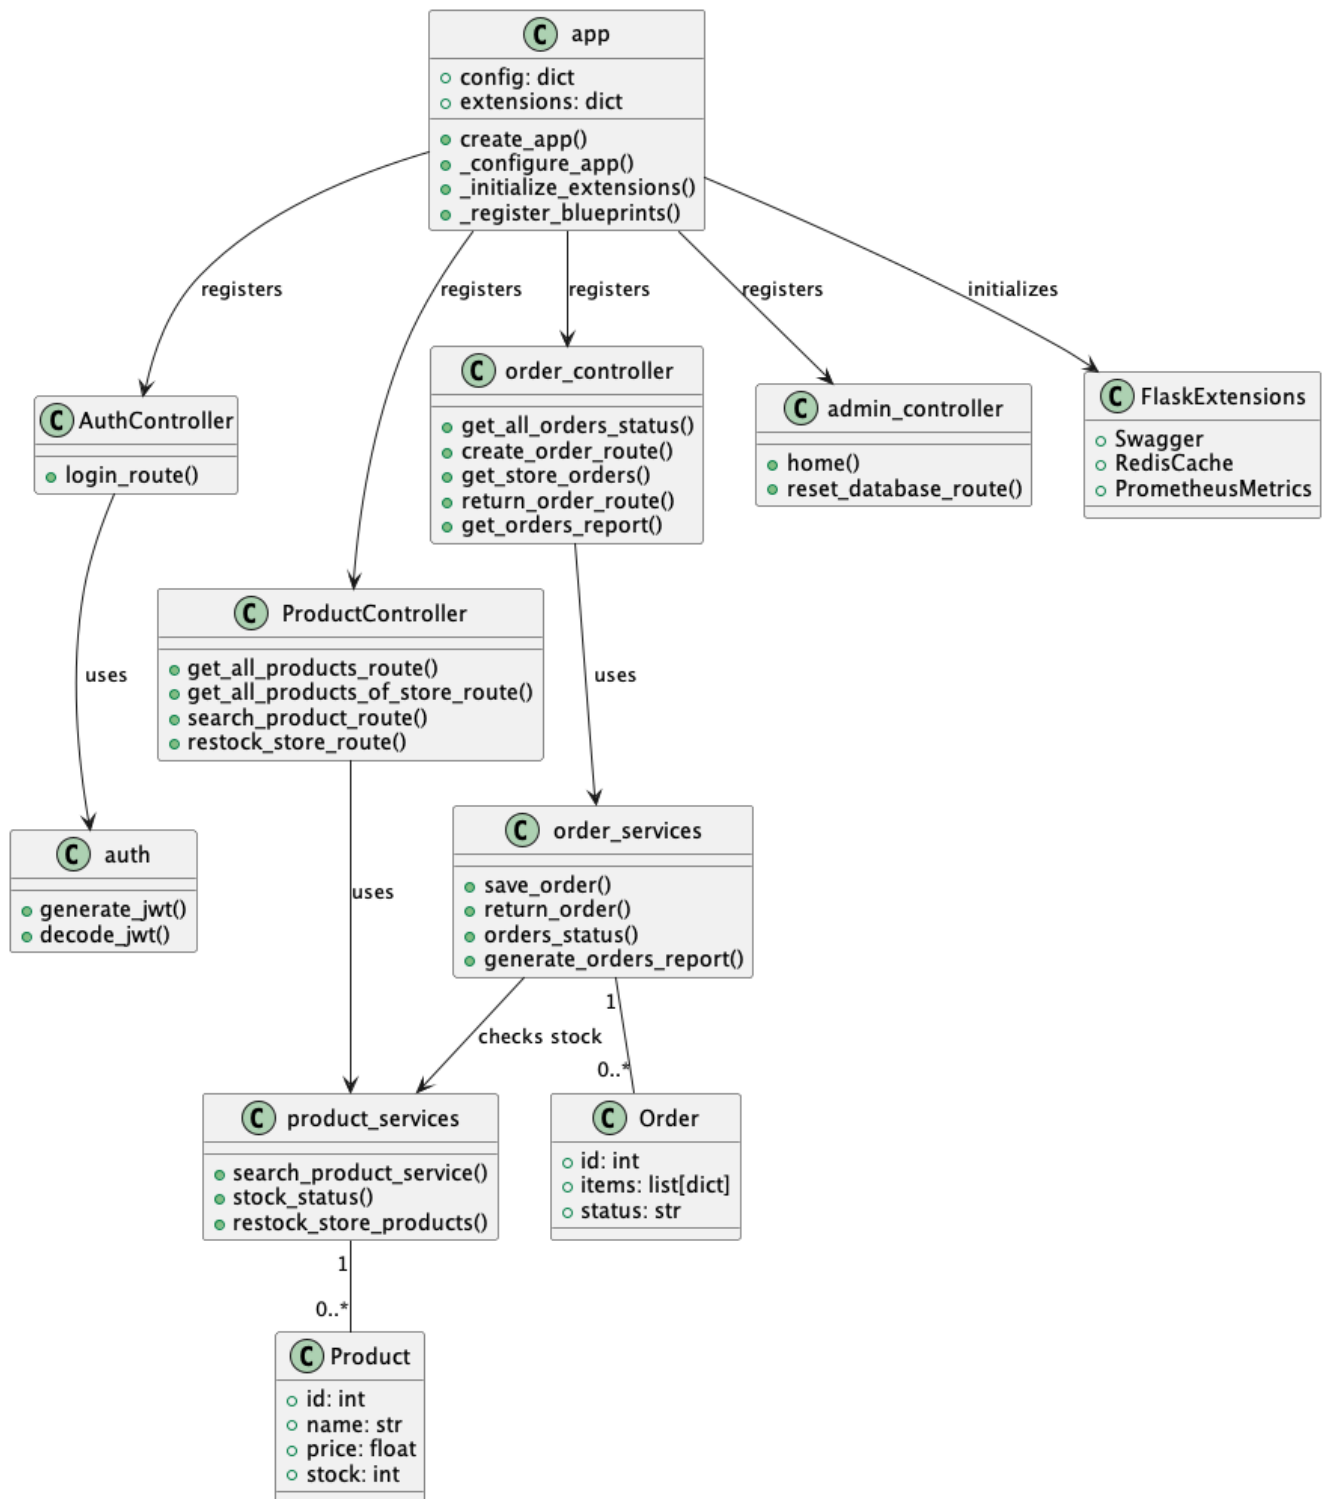 C app
config: dict
extensions: dict
create_app()
_configure_app()
_initialize_extensions()
_register_blueprints()
registers
registers
registers
registers
initializes
C AuthController
login_route()
C order_controller
get_all_orders_status()
create_order_route()
get_store_orders()
return_order_route()
get_orders_report()
C admin_controller
home()
reset_database_route()
C FlaskExtensions
Swagger
RedisCache
PrometheusMetrics
C ProductController
get_all_products_route()
get_all_products_of_store_route()
search_product_route()
restock_store_route()
uses
uses
C auth
generate_jwt()
decode_jwt()
uses
C order_services
save_order()
return_order()
orders_status()
generate_orders_report()
checks stock
1
0..*
C product_services
search_product_service()
stock_status()
restock_store_products()
C Order
id: int
items: list[dict]
status: str
1
0..*
C Product
id: int
name: str
price: float
stock: int